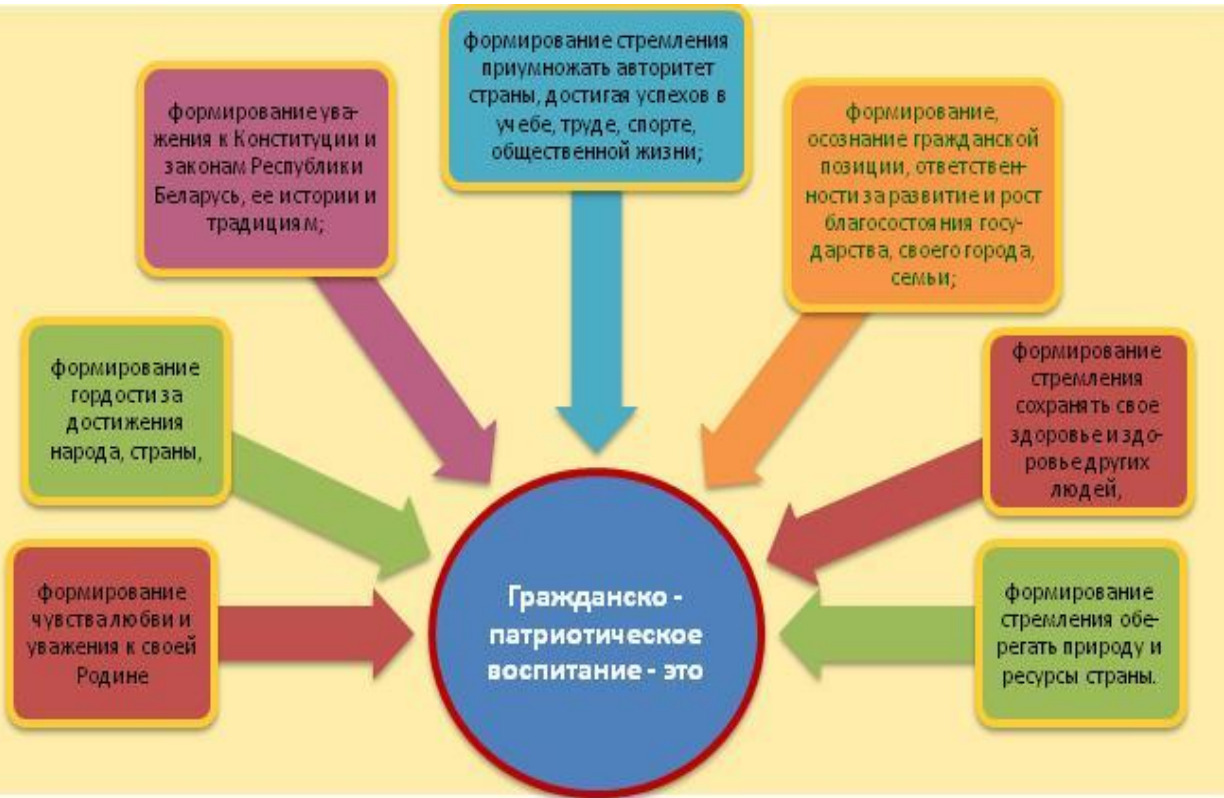 формирование чувства любви и
уважения к своей
Родине
формирование
гордости за
достижения
народа, страны,
формирование ува-
жения к Конституции и
законам Республики
Беларусь, ее истории и
традициям;
формирование стремления
приумножать авторитет
страны, достигая успехов в
учебе, труде, спорте,
общественной жизни;
формирование,
осознание гражданской
позиции, ответствен-
ности за развитие и рост
благосостояния госу-
дарства, своего города,
семьи;
формирование
стремления
сохранять свое
здоровье и здо-
ровье других
людей,
формирование
стремления обе-
регать природу и
ресурсы страны.
Гражданско -
патриотическое
воспитание - это